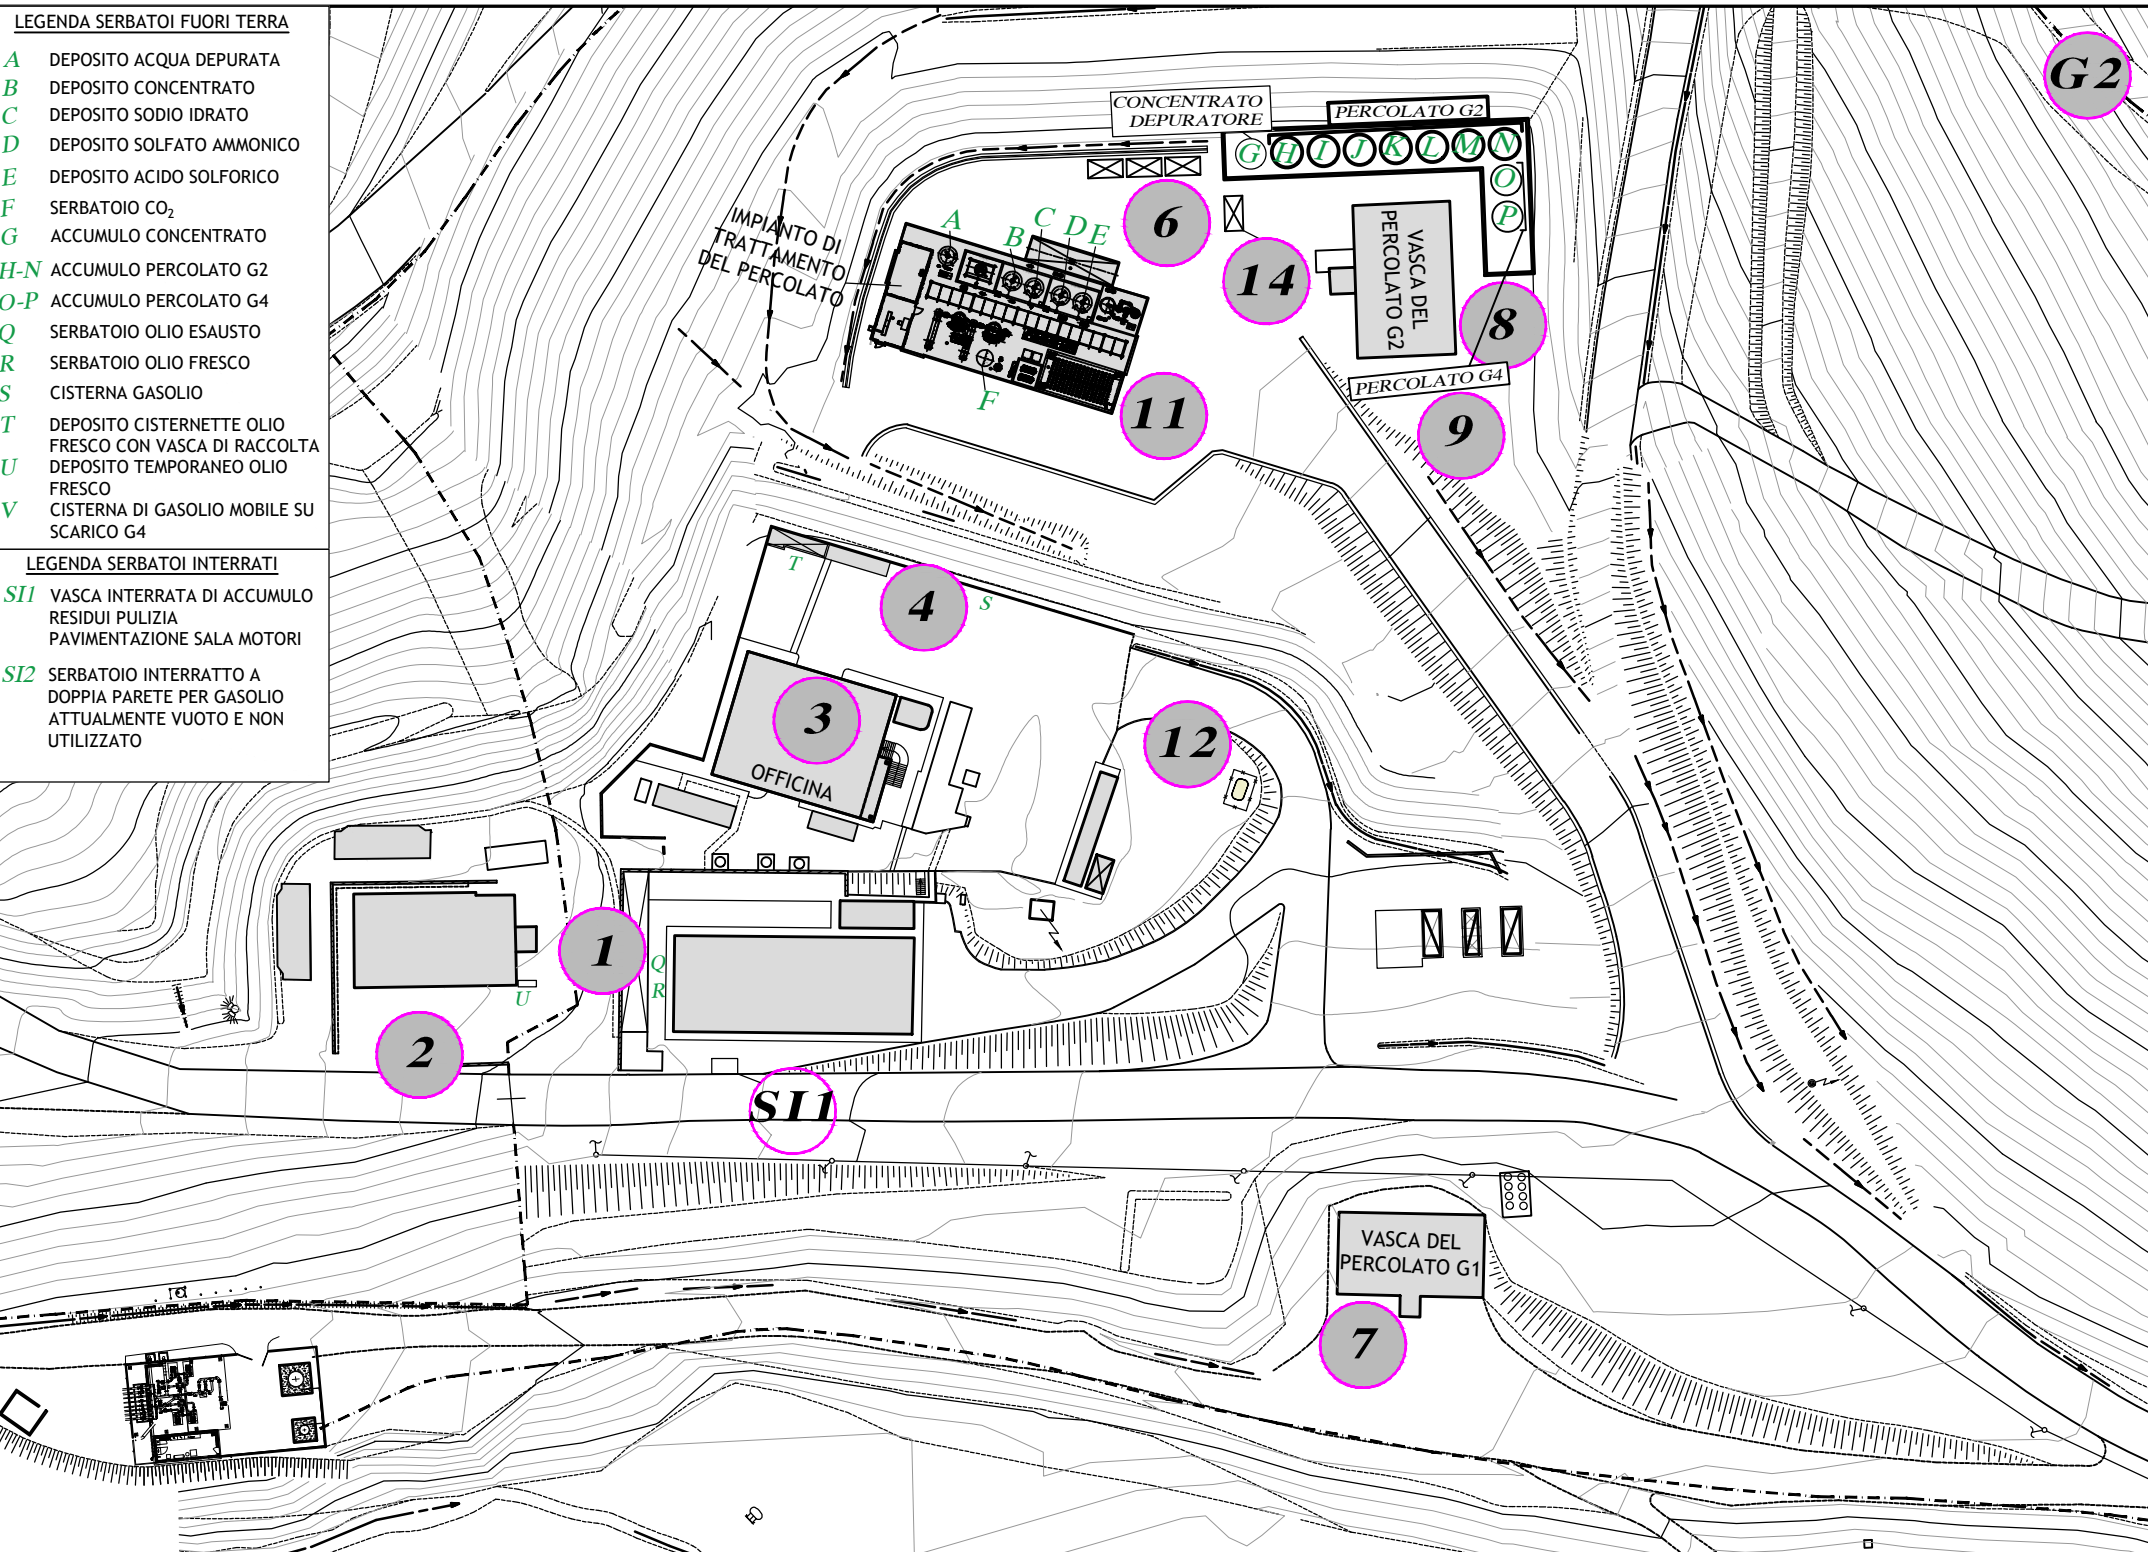 LEGENDA SERBATOI FUORI TERRA
A DEPOSITO ACQUA DEPURATA
B DEPOSITO CONCENTRATO
C DEPOSITO SODIO IDRATO
D DEPOSITO SOLFATO AMMONICO
E DEPOSITO ACIDO SOLFORICO
F SERBATOIO CO₂
G ACCUMULO CONCENTRATO
H-N ACCUMULO PERCOLATO G2
O-P ACCUMULO PERCOLATO G4
Q SERBATOIO OLIO ESAUSTO
R SERBATOIO OLIO FRESCO
S CISTERNA GASOLIO
T DEPOSITO CISTERNETTE OLIO
FRESCO CON VASCA DI RACCOLTA
U DEPOSITO TEMPORANEO OLIO
FRESCO
V CISTERNA DI GASOLIO MOBILE SU
SCARICO G4
LEGENDA SERBATOI INTERRATI
SI1 VASCA INTERRATA DI ACCUMULO
RESIDUI PULIZIA
PAVIMENTAZIONE SALA MOTORI
SI2 SERBATOIO INTERRATTO A
DOPPIA PARETE PER GASOLIO
ATTUALMENTE VUOTO E NON
UTILIZZATO
G2
CONCENTRATO
DEPURATORE
PERCOLATO G2
G H I J K L M N
O
P
6
14
VASCA DEL
PERCOLATO G2
8
PERCOLATO G4
9
IMPIANTO DI
TRATTAMENTO
DEL PERCOLATO
A
B
C
D
E
F
11
T
4
S
3
OFFICINA
12
1
Q
R
U
2
SI1
VASCA DEL
PERCOLATO G1
7